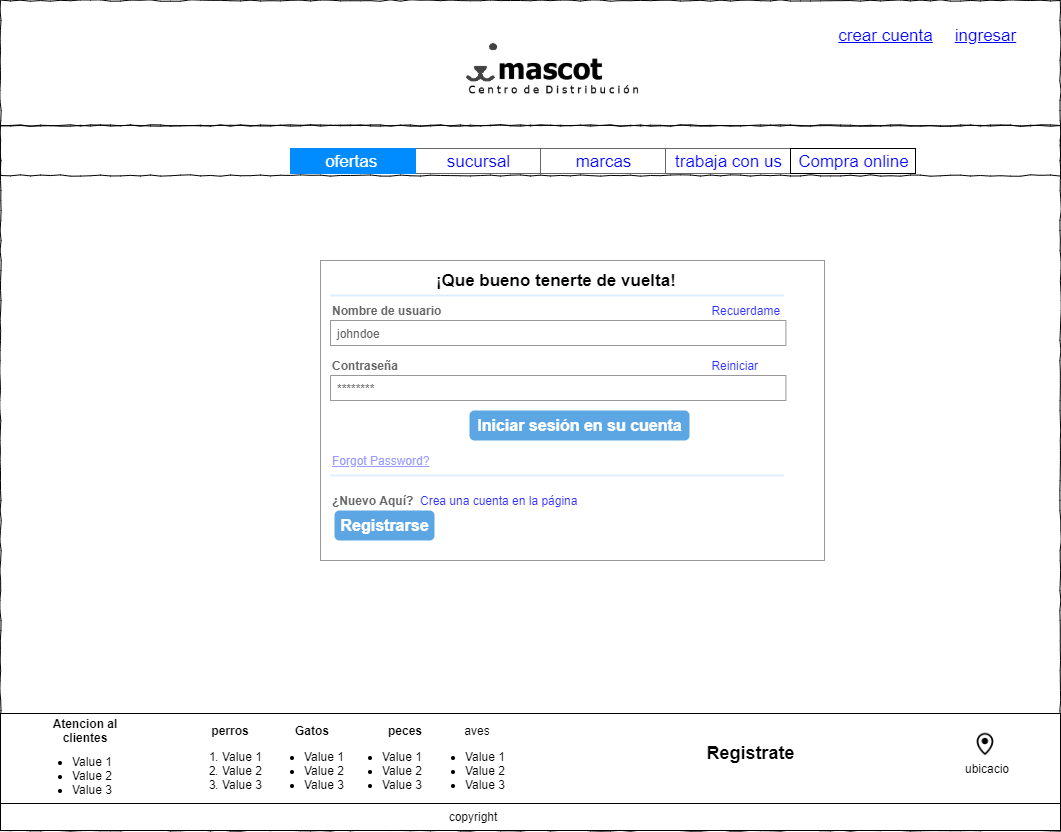 crear cuenta ingresar
mascot
Centro de Distribución
ofertas sucursal marcas trabaja con us Compra online
¡Que bueno tenerte de vuelta!
Nombre de usuario Recuerdame
johndoe
Contraseña Reiniciar
********
Iniciar sesión en su cuenta
Forgot Password?
¿Nuevo Aquí? Crea una cuenta en la página
Registrarse
Atencion al
clientes
• Value 1
• Value 2
• Value 3
perros
1. Value 1
2. Value 2
3. Value 3
Gatos
• Value 1
• Value 2
• Value 3
peces
• Value 1
• Value 2
• Value 3
aves
• Value 1
• Value 2
• Value 3
Registrate
ubicacio
copyright